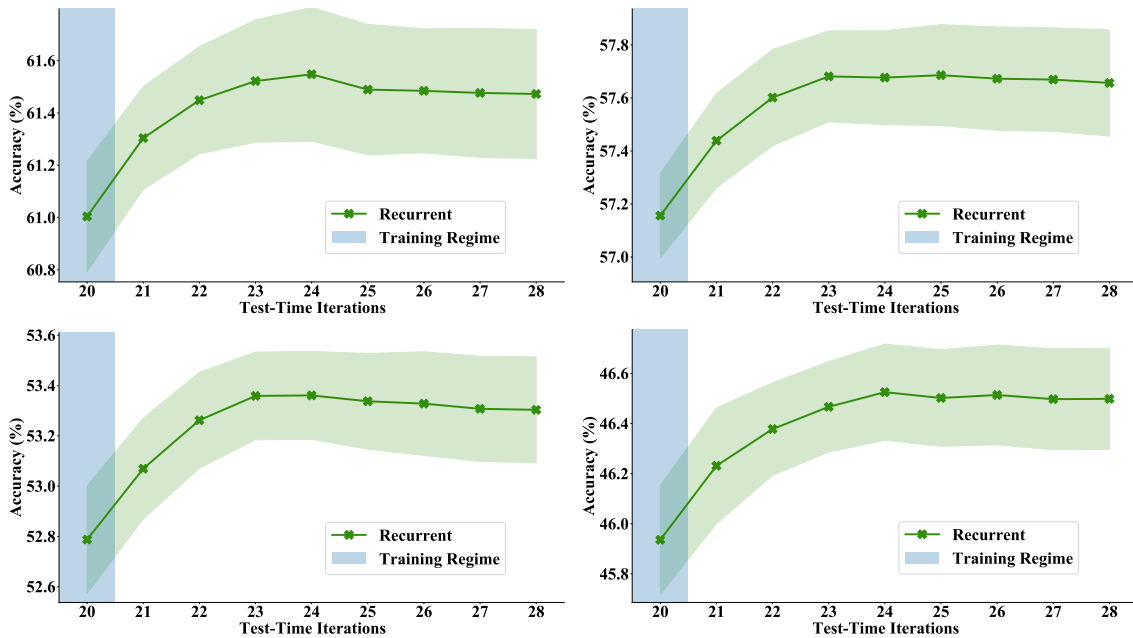 Accuracy (%)
61.6
61.4
61.2
61.0
60.8
20 21 22 23 24 25 26 27 28
Test-Time Iterations
Recurrent
Training Regime
Accuracy (%)
57.8
57.6
57.4
57.2
57.0
20 21 22 23 24 25 26 27 28
Test-Time Iterations
Recurrent
Training Regime
Accuracy (%)
53.6
53.4
53.2
53.0
52.8
52.6
20 21 22 23 24 25 26 27 28
Test-Time Iterations
Recurrent
Training Regime
Accuracy (%)
46.6
46.4
46.2
46.0
45.8
20 21 22 23 24 25 26 27 28
Test-Time Iterations
Recurrent
Training Regime